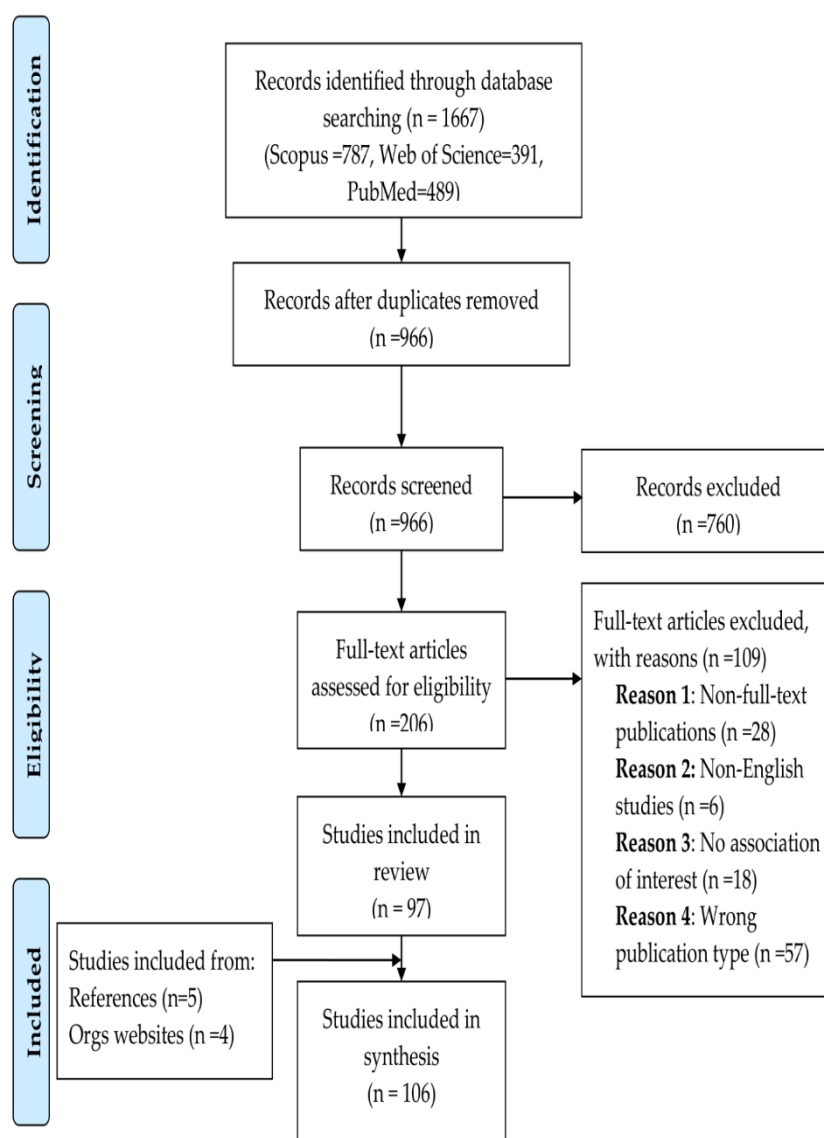 Identification
Records identified through database
searching (n = 1667)
(Scopus =787, Web of Science=391,
PubMed=489)
Records after duplicates removed
(n =966)
Screening
Records screened
(n =966)
Records excluded
(n =760)
Eligibility
Full-text articles
assessed for eligibility
(n =206)
Full-text articles excluded,
with reasons (n =109)
Reason 1: Non-full-text
publications (n =28)
Reason 2: Non-English
studies (n =6)
Reason 3: No association
of interest (n =18)
Reason 4: Wrong
publication type (n =57)
Studies included in
review
(n = 97)
Included
Studies included from:
References (n=5)
Orgs websites (n =4)
Studies included in
synthesis
(n = 106)